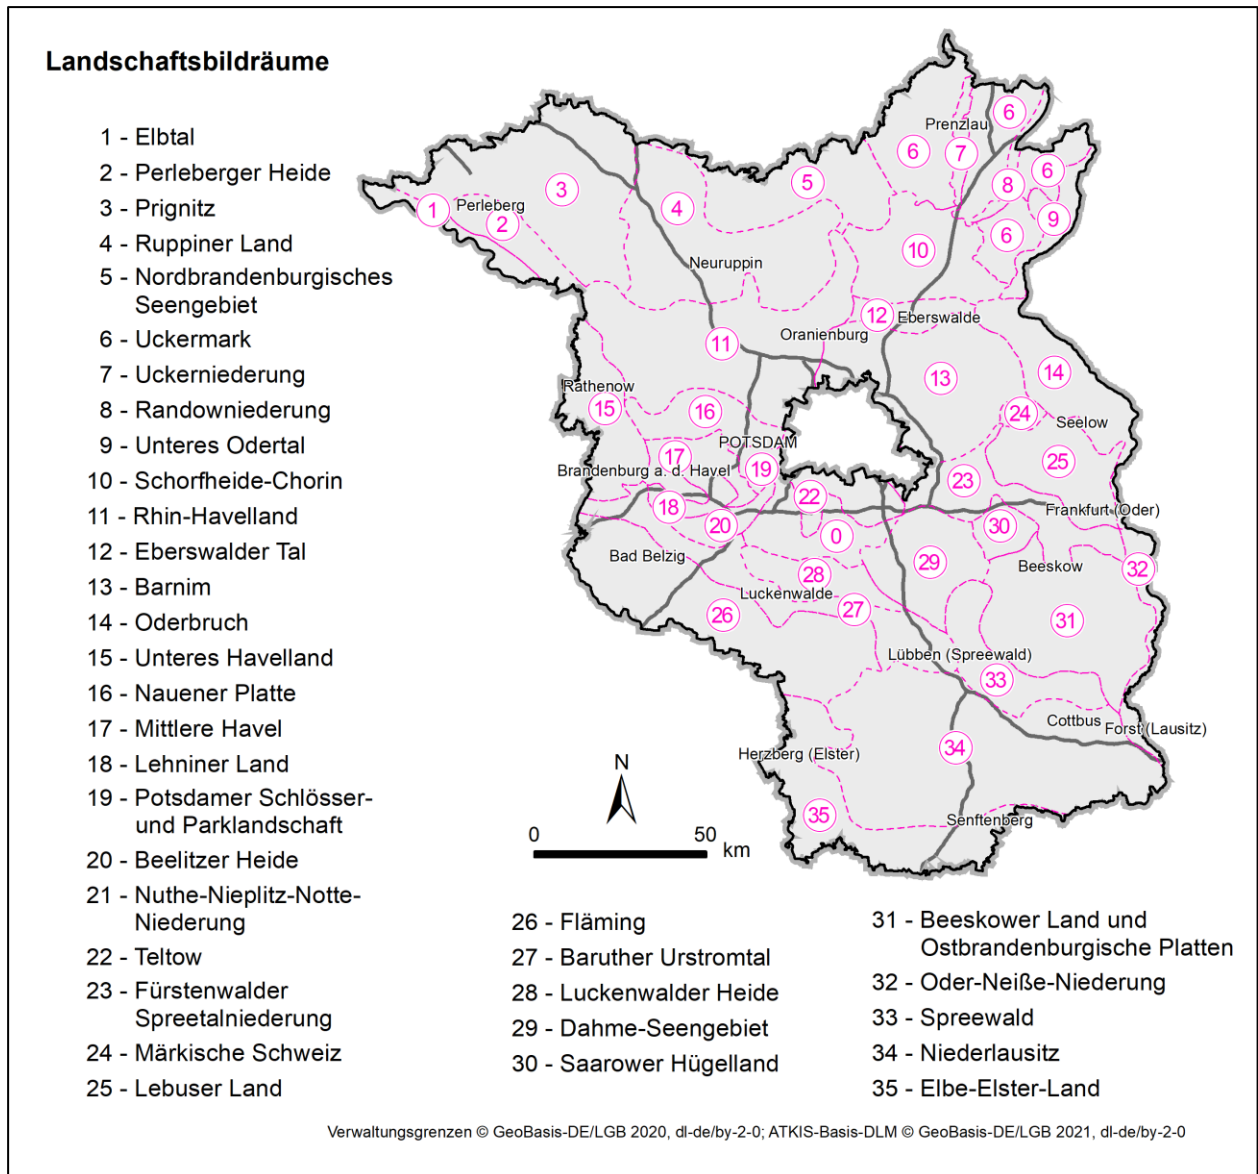 Landschaftsbildräume
1 - Elbtal
2 - Perleberger Heide
3 - Prignitz
4 - Ruppiner Land
5 - Nordbrandenburgisches
Seengebiet
6 - Uckermark
7 - Uckerniederung
8 - Randowniederung
9 - Unteres Odertal
10 - Schorfheide-Chorin
11 - Rhin-Havelland
12 - Eberswalder Tal
13 - Barnim
14 - Oderbruch
15 - Unteres Havelland
16 - Nauener Platte
17 - Mittlere Havel
18 - Lehniner Land
19 - Potsdamer Schlösser-
und Parklandschaft
20 - Beelitzer Heide
21 - Nuthe-Nieplitz-Notte-
Niederung
22 - Teltow
23 - Fürstenwalder
Spreetalniederung
24 - Märkische Schweiz
25 - Lebuser Land
26 - Fläming
27 - Baruther Urstromtal
28 - Luckenwalder Heide
29 - Dahme-Seengebiet
30 - Saarower Hügelland
31 - Beeskower Land und
Ostbrandenburgische Platten
32 - Oder-Neiße-Niederung
33 - Spreewald
34 - Niederlausitz
35 - Elbe-Elster-Land
6
Prenzlau
6
7
6
8
5
3
4
1
Perleberg
2
9
6
10
Neuruppin
12
Eberswalde
Oranienburg
11
14
13
Rathenow
15
16
24
Seelow
POTSDAM
17
19
25
Brandenburg a. d. Havel
23
22
18
Frankfurt (Oder)
20
30
0
Bad Belzig
29
Beeskow
32
28
Luckenwalde
27
26
31
Lübben (Spreewald)
33
Cottbus
Forst (Lausitz)
34
Herzberg (Elster)
N
35
Senftenberg
0
50
km
Verwaltungsgrenzen © GeoBasis-DE/LGB 2020, dl-de/by-2-0; ATKIS-Basis-DLM © GeoBasis-DE/LGB 2021, dl-de/by-2-0